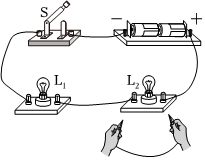 S − +
L₁ L₂